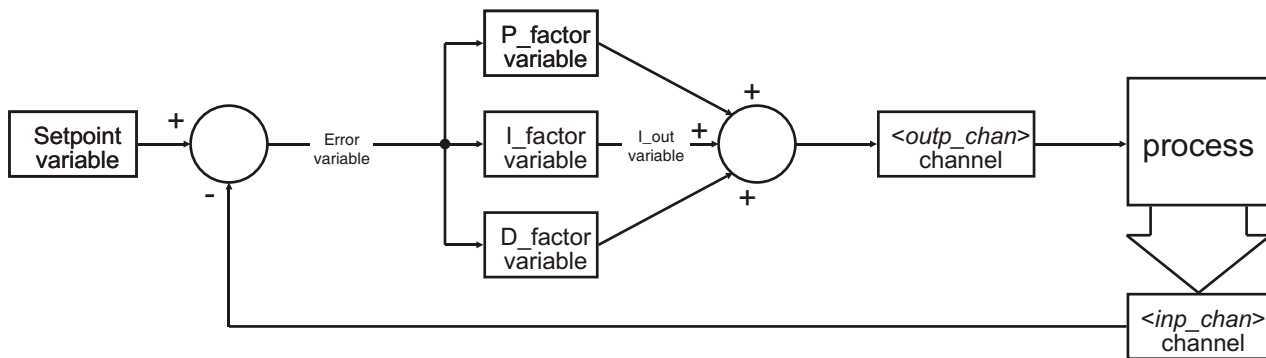 P_factor
variable
+
Setpoint
variable
+
-
Error
variable
I_factor
variable
I_out
variable
+
+
<outp_chan>
channel
process
D_factor
variable
<inp_chan>
channel